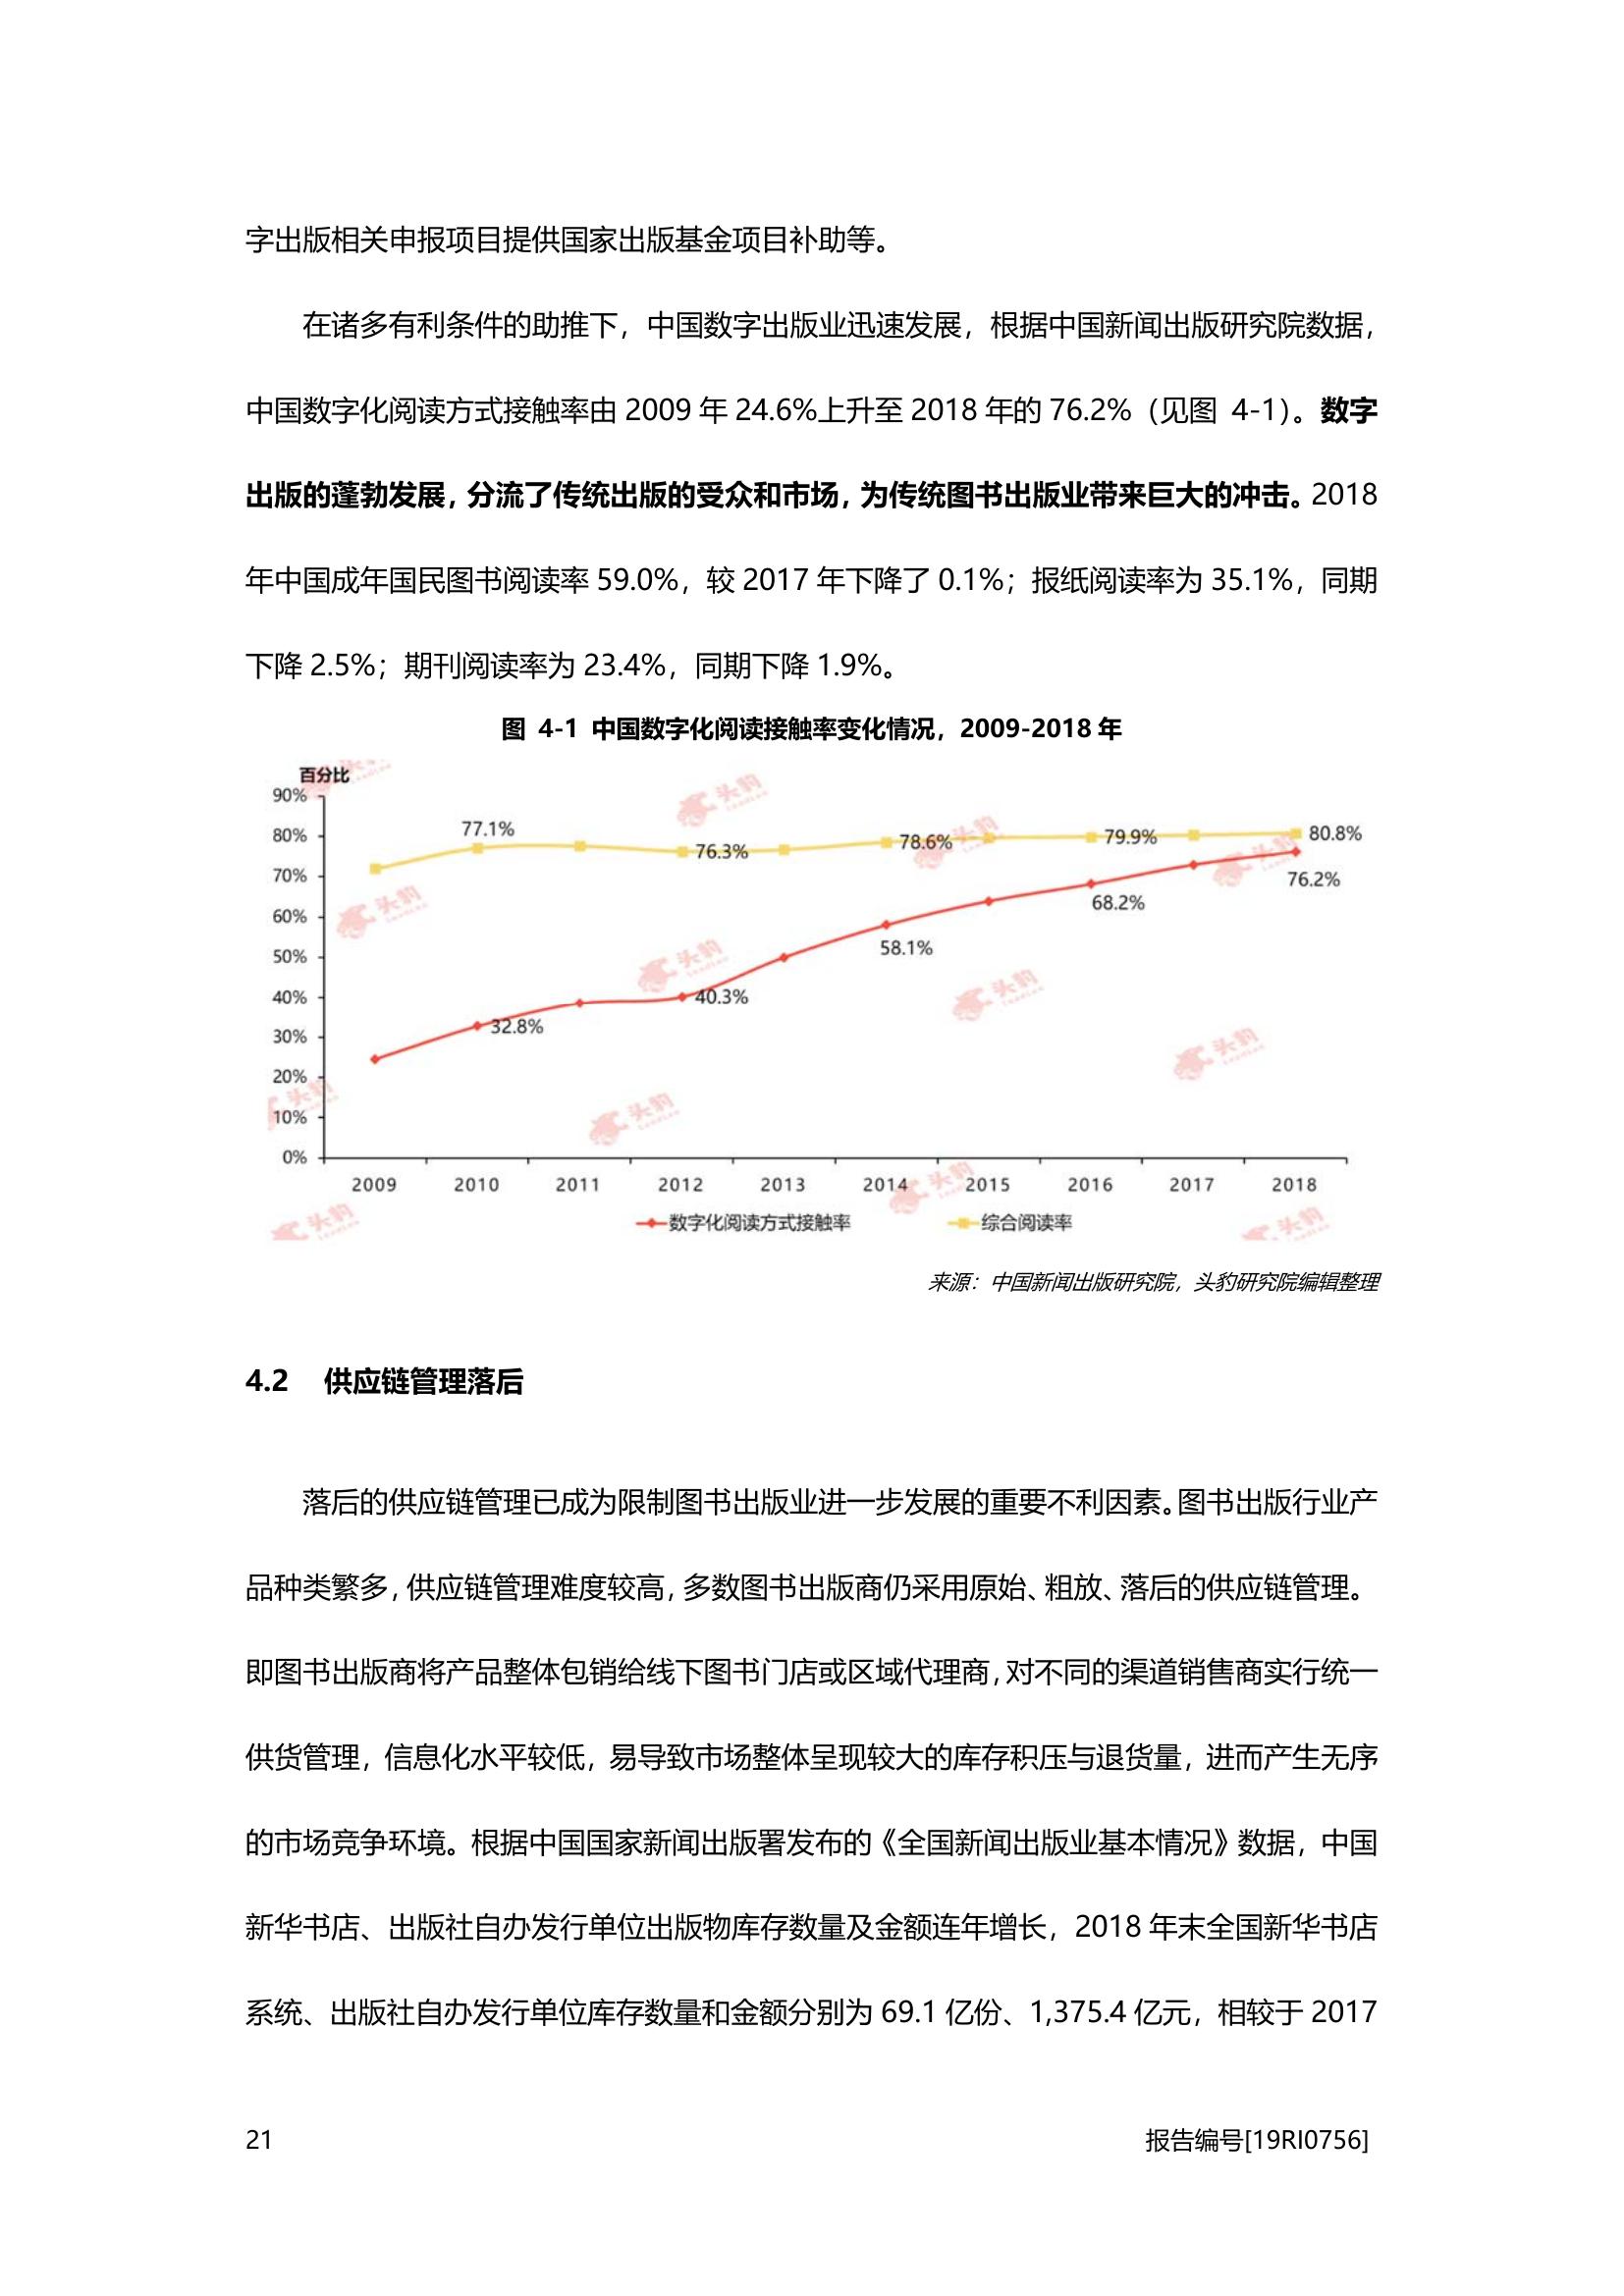 字出版相关申报项目提供国家出版基金项目补助等。
在诸多有利条件的助推下，中国数字出版业迅速发展，根据中国新闻出版研究院数据，
中国数字化阅读方式接触率由 2009 年 24.6%上升至 2018 年的 76.2%（见图 4-1）。数字
出版的蓬勃发展，分流了传统出版的受众和市场，为传统图书出版业带来巨大的冲击。2018
年中国成年国民图书阅读率 59.0%，较 2017 年下降了 0.1%；报纸阅读率为 35.1%，同期
下降 2.5%；期刊阅读率为 23.4%，同期下降 1.9%。
图 4-1 中国数字化阅读接触率变化情况，2009-2018 年
百分比
90%
80%
70%
60%
50%
40%
30%
20%
10%
0%
77.1%
76.3%
78.6%
79.9%
80.8%
32.8%
40.3%
58.1%
68.2%
76.2%
2009 2010 2011 2012 2013 2014 2015 2016 2017 2018
数字化阅读方式接触率 综合阅读率
头豹
头豹
头豹
头豹
头豹
头豹
头豹
头豹
头豹
头豹
头豹
头豹
头豹
来源：中国新闻出版研究院，头豹研究院编辑整理
4.2 供应链管理落后
落后的供应链管理已成为限制图书出版业进一步发展的重要不利因素。图书出版行业产
品种类繁多，供应链管理难度较高，多数图书出版商仍采用原始、粗放、落后的供应链管理。
即图书出版商将产品整体包销给线下图书门店或区域代理商，对不同的渠道销售商实行统一
供货管理，信息化水平较低，易导致市场整体呈现较大的库存积压与退货量，进而产生无序
的市场竞争环境。根据中国国家新闻出版署发布的《全国新闻出版业基本情况》数据，中国
新华书店、出版社自办发行单位出版物库存数量及金额连年增长，2018 年末全国新华书店
系统、出版社自办发行单位库存数量和金额分别为 69.1 亿份、1,375.4 亿元，相较于 2017
21 报告编号[19RI0756]